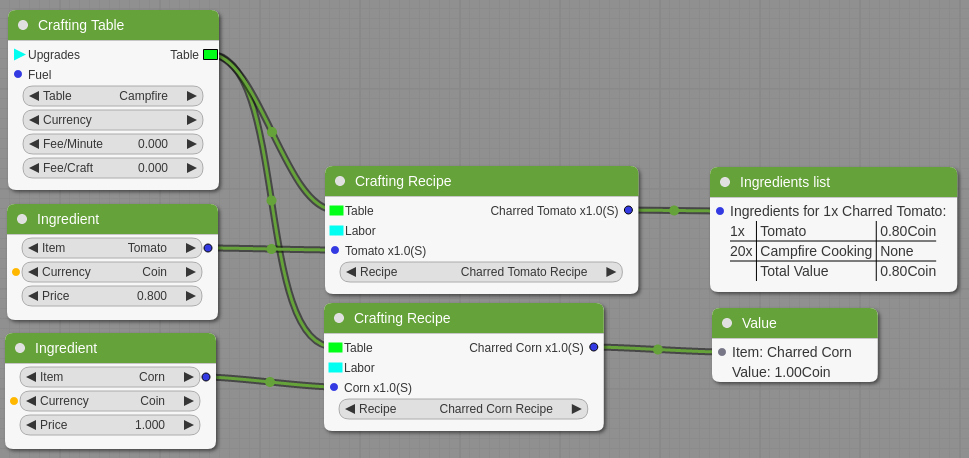 Crafting Table
Upgrades Table
Fuel
Table Campfire
Currency
Fee/Minute 0.000
Fee/Craft 0.000
Ingredient
Item Tomato
Currency Coin
Price 0.800
Ingredient
Item Corn
Currency Coin
Price 1.000
Crafting Recipe
Table Charred Tomato x1.0(S)
Labor
Tomato x1.0(S)
Recipe Charred Tomato Recipe
Crafting Recipe
Table Charred Corn x1.0(S)
Labor
Corn x1.0(S)
Recipe Charred Corn Recipe
Ingredients list
Ingredients for 1x Charred Tomato:
1x Tomato 0.80Coin
20x Campfire Cooking None
Total Value 0.80Coin
Value
Item: Charred Corn
Value: 1.00Coin